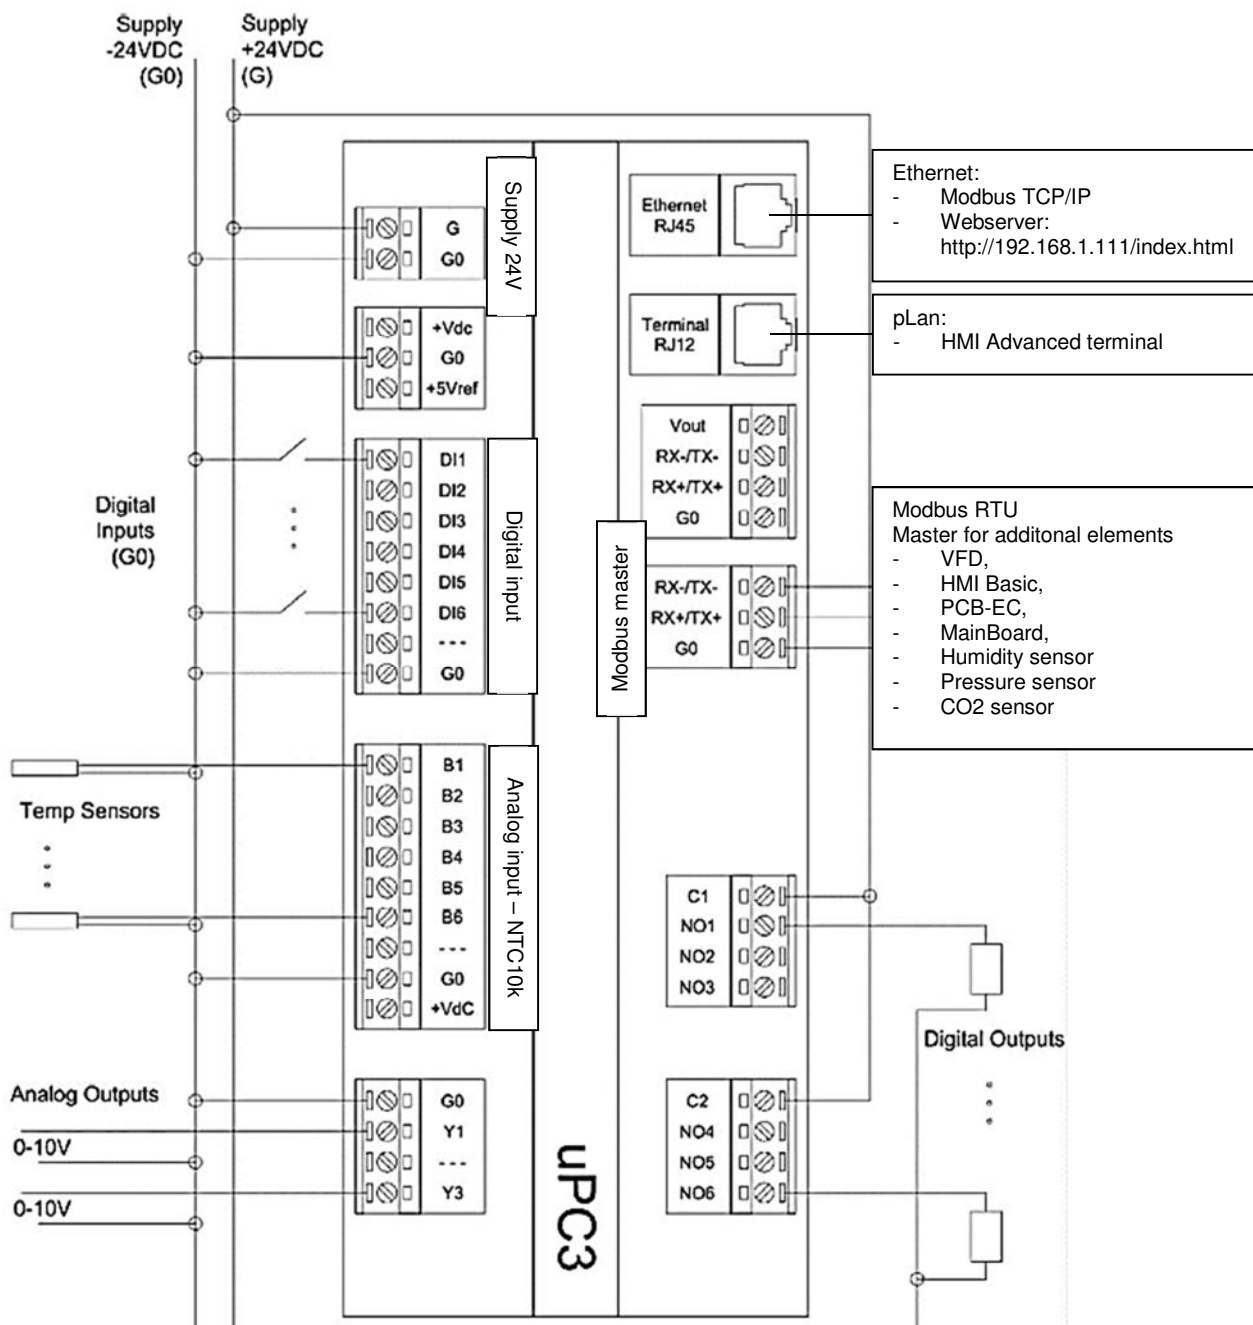 Supply
-24VDC
(G0)
Supply
+24VDC
(G)
Supply 24V
G
G0
+Vdc
G0
+5Vref
Digital
Inputs
(G0)
DI1
DI2
DI3
DI4
DI5
DI6
---
G0
Digital input
Temp Sensors
B1
B2
B3
B4
B5
B6
---
G0
+VdC
Analog input – NTC10k
Analog Outputs
0-10V
0-10V
G0
Y1
---
Y3
uPC3
Ethernet
RJ45
Terminal
RJ12
Vout
RX-/TX-
RX+/TX+
G0
Modbus master
RX-/TX-
RX+/TX+
G0
C1
NO1
NO2
NO3
C2
NO4
NO5
NO6
Digital Outputs
Ethernet:
- Modbus TCP/IP
- Webserver:
http://192.168.1.111/index.html
pLan:
- HMI Advanced terminal
Modbus RTU
Master for additonal elements
- VFD,
- HMI Basic,
- PCB-EC,
- MainBoard,
- Humidity sensor
- Pressure sensor
- CO2 sensor